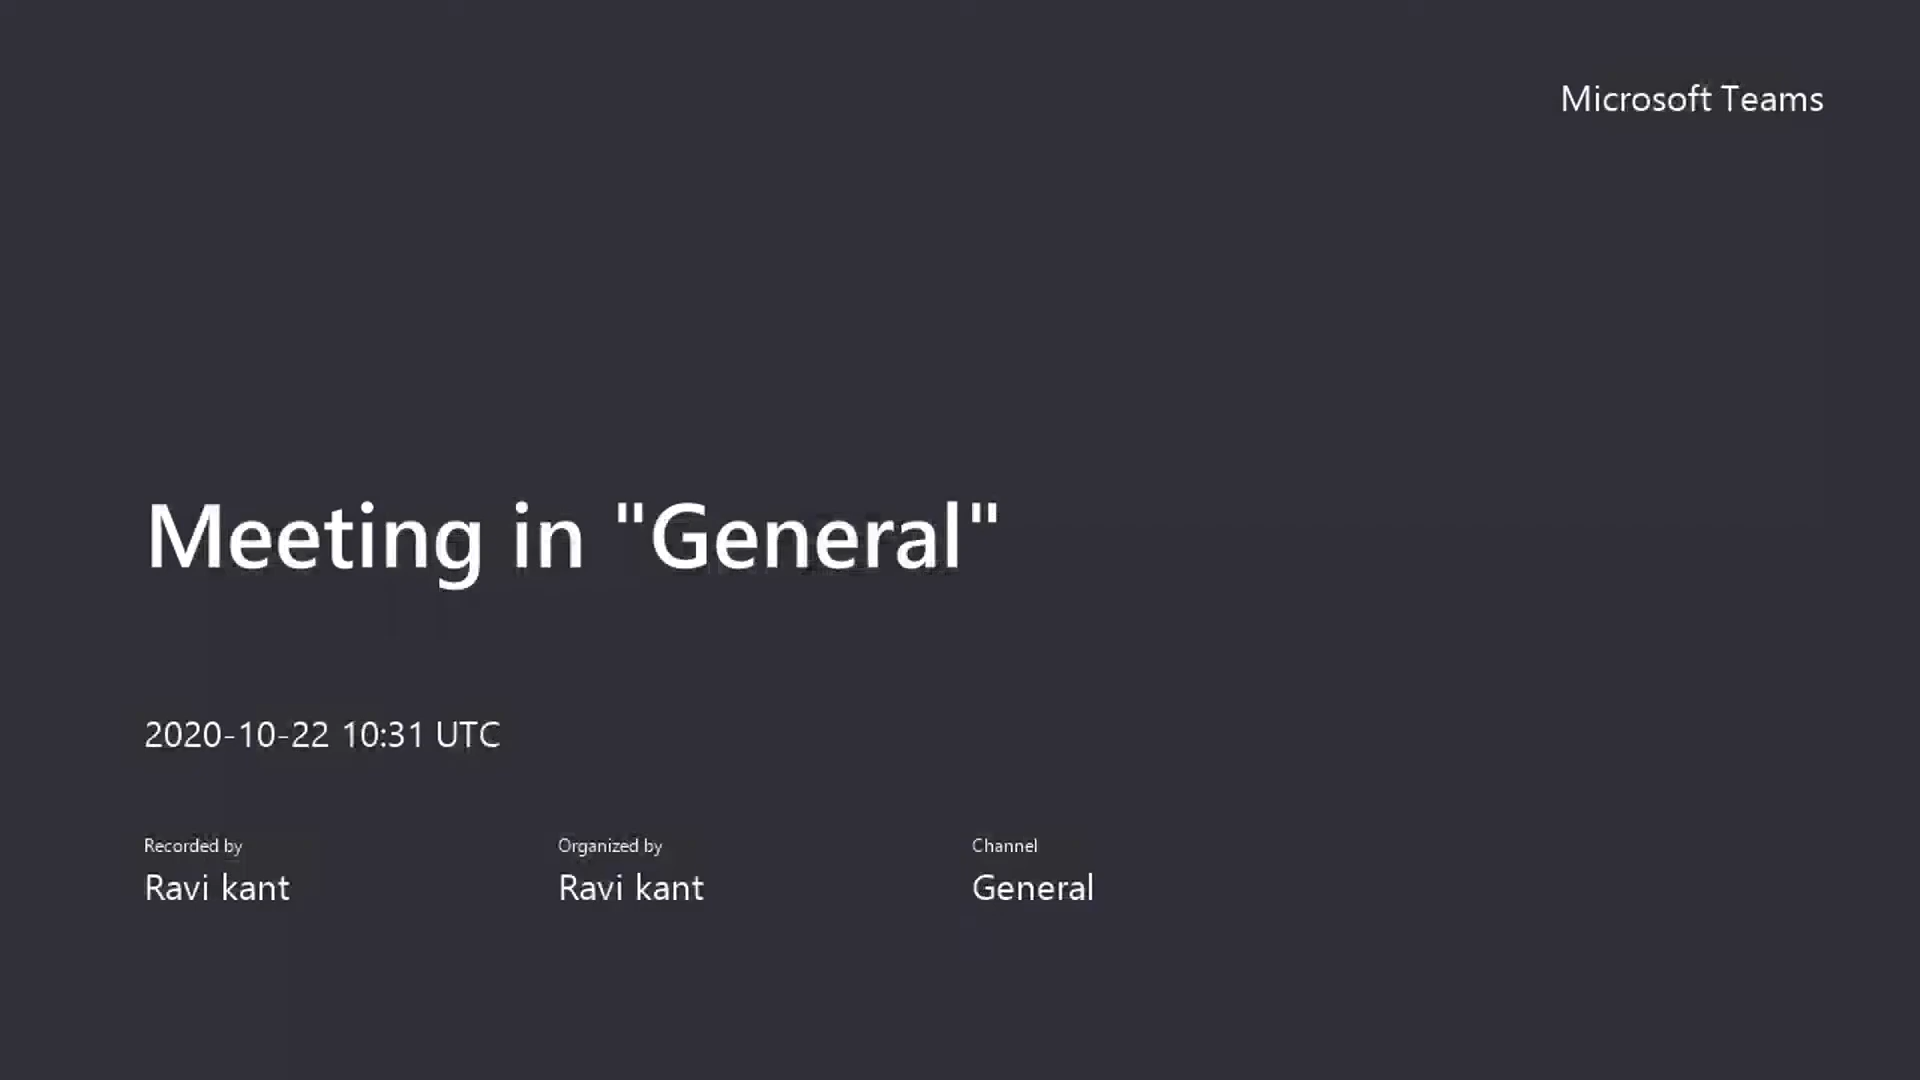 Microsoft Teams
Meeting in "General"
2020-10-22 10:31 UTC
Recorded by
Ravi kant
Organized by
Ravi kant
Channel
General